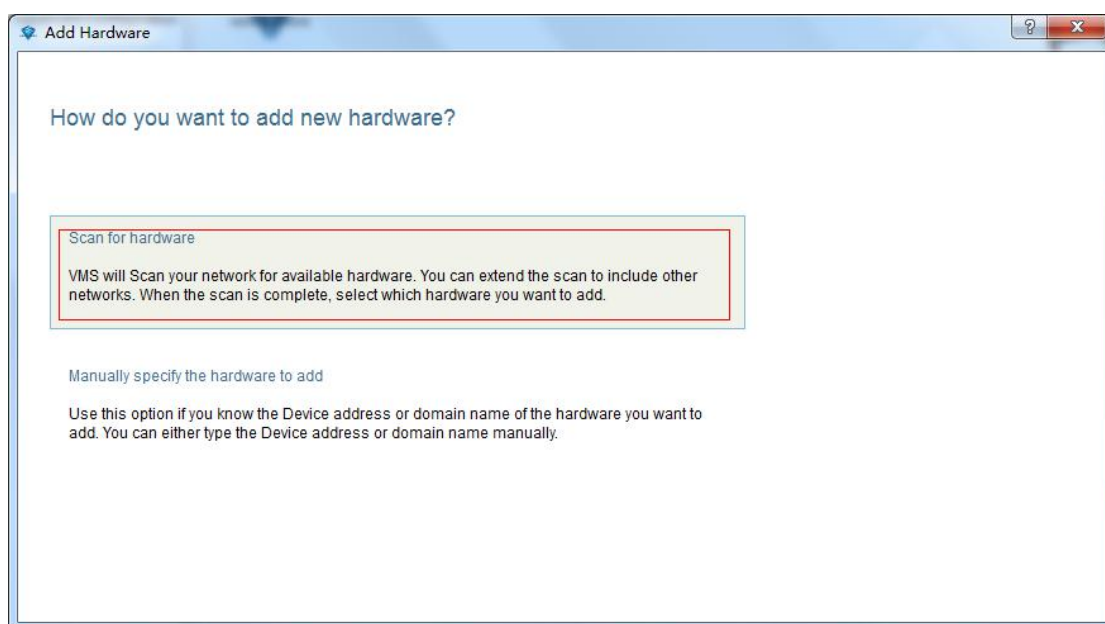 Add Hardware
?
X
How do you want to add new hardware?
Scan for hardware
VMS will Scan your network for available hardware. You can extend the scan to include other
networks. When the scan is complete, select which hardware you want to add.
Manually specify the hardware to add
Use this option if you know the Device address or domain name of the hardware you want to
add. You can either type the Device address or domain name manually.